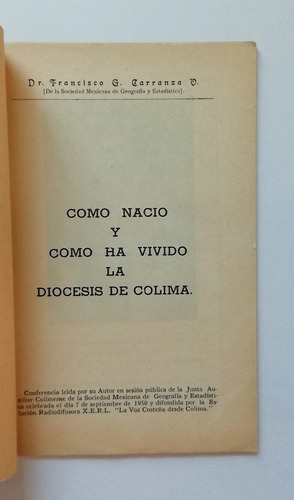 Dr. Francisco G. Carranza V.
(De la Sociedad Mexicana de Geografía y Estadística).
COMO NACIO
Y
COMO HA VIVIDO
LA
DIOCESIS DE COLIMA.
Conferencia leída por su Autor en sesión pública de la Junta Au-
xiliar Colimense de la Sociedad Mexicana de Geografía y Estadísti-
ca celebrada el día 7 de septiembre de 1950 y difundida por la Es-
tación Radiodifusora X.E.R.L. "La Voz Costeña desde Colima."